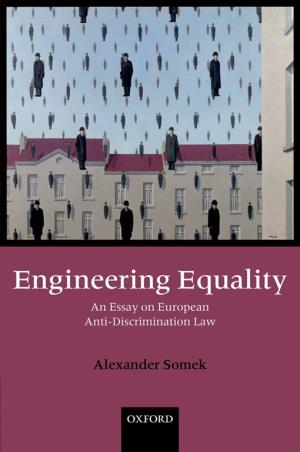 Engineering Equality
An Essay on European
Anti-Discrimination Law
Alexander Somek
OXFORD